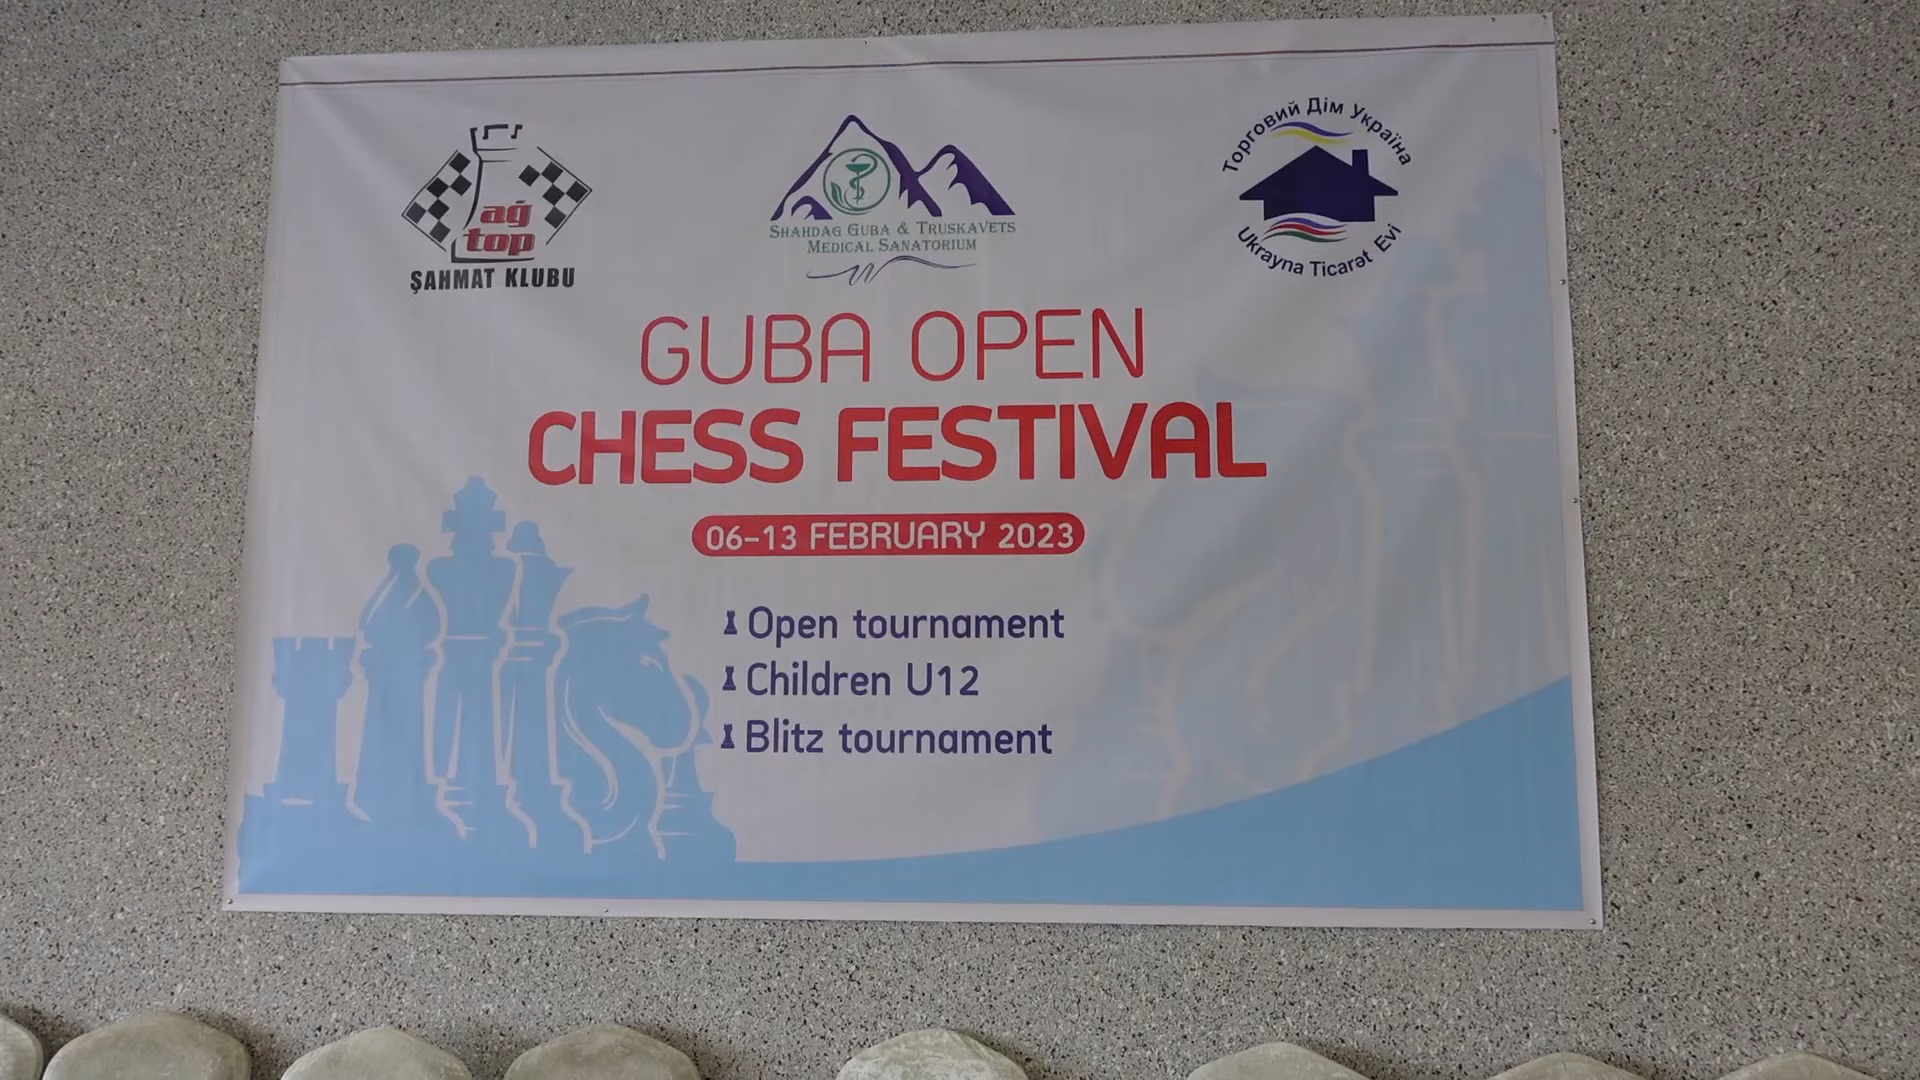 ağ
top
ŞAHMAT KLUBU
SHAHDAG GUBA & TRUSKAVETS
MEDICAL SANATORIUM
Торговий Дім Україна
Ukrayna Ticarət Evi
GUBA OPEN
CHESS FESTIVAL
06-13 FEBRUARY 2023
Open tournament
Children U12
Blitz tournament